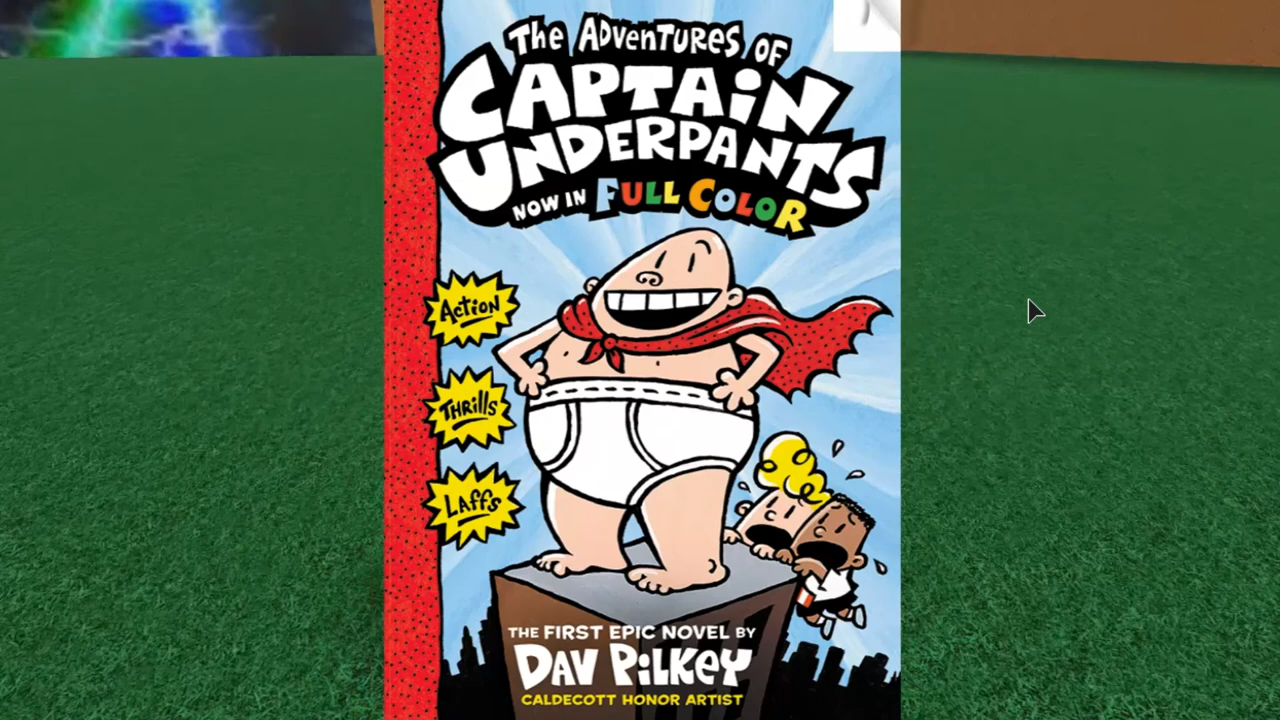 The Adventures of
Captain
Underpants
Now in Full Color
Action
Thrills
Laffs
The First Epic Novel by
Dav Pilkey
Caldecott Honor Artist